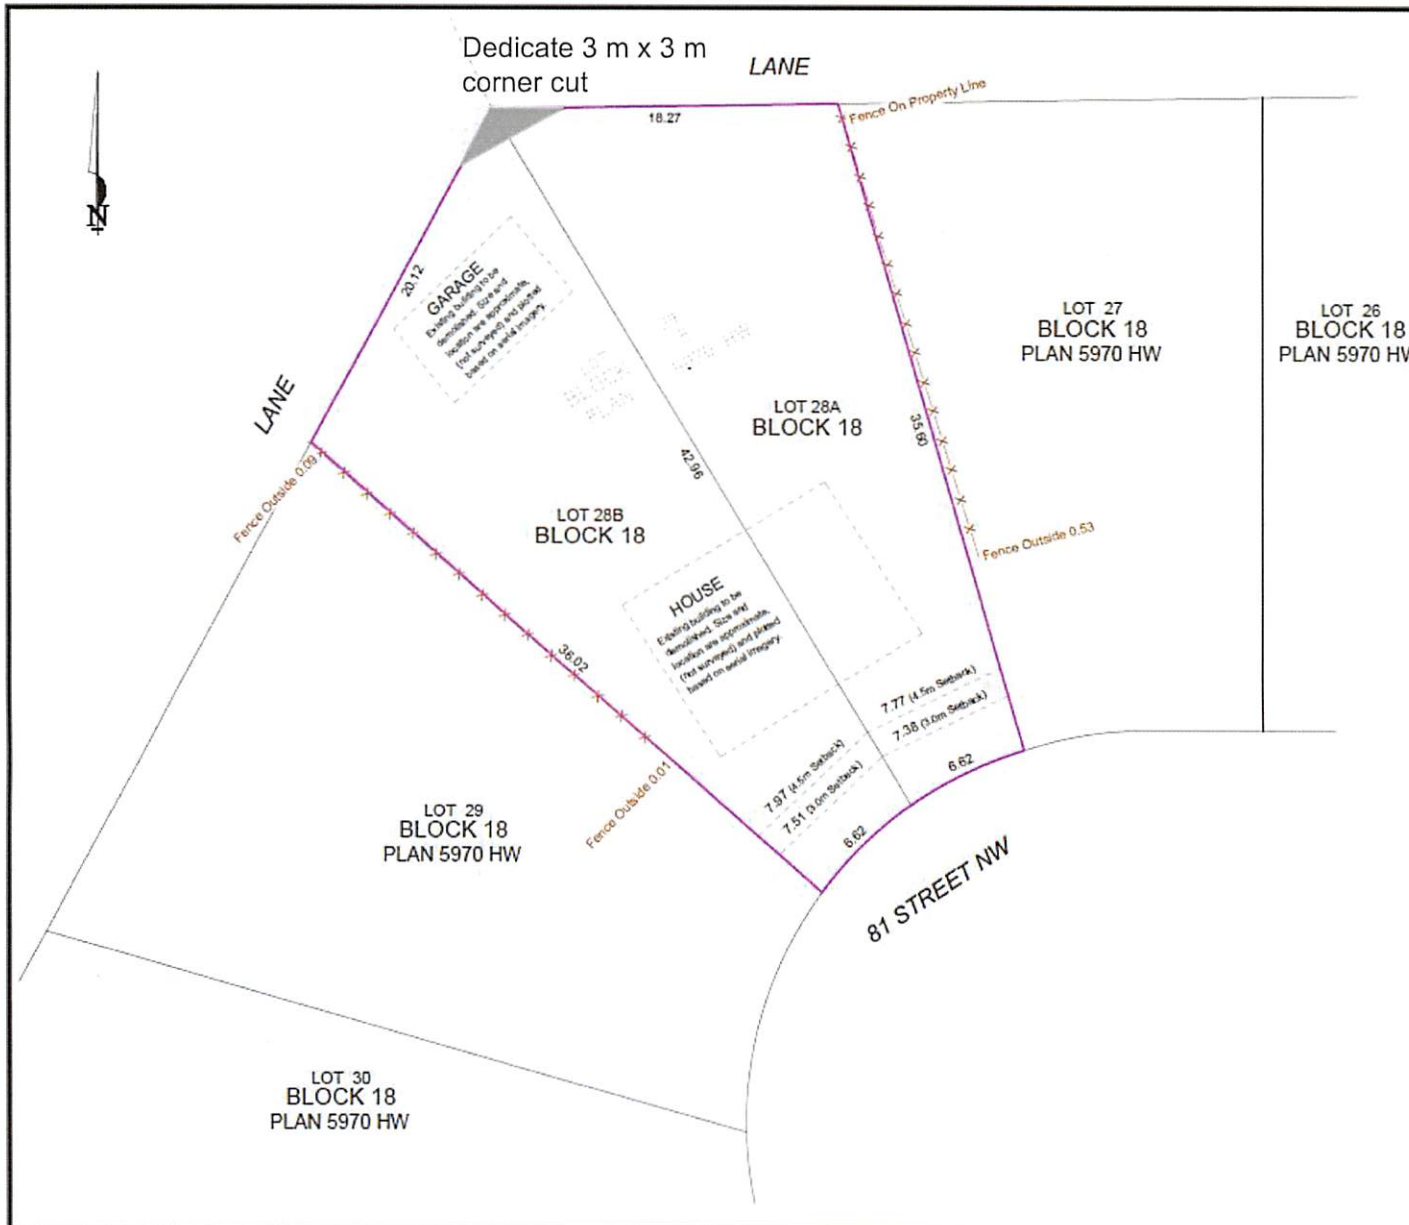 Dedicate 3 m x 3 m
corner cut
LANE
18.27
Fence On Property Line
N
20.12
GARAGE
Existing building to be
demolished. Size and
location are approximate,
(not surveyed) and plotted
based on aerial imagery.
LANE
LOT 27
BLOCK 18
PLAN 5970 HW
LOT 26
BLOCK 18
PLAN 5970 HW
LOT 28A
BLOCK 18
35.60
42.96
Fence Outside 0.09
LOT 28B
BLOCK 18
Fence Outside 0.53
HOUSE
Existing building to be
demolished. Size and
location are approximate,
(not surveyed) and plotted
based on aerial imagery.
36.02
7.77 (4.5m Setback)
7.38 (3.0m Setback)
7.97 (4.5m Setback)
7.51 (3.0m Setback)
6.62
6.62
Fence Outside 0.01
LOT 29
BLOCK 18
PLAN 5970 HW
81 STREET NW
LOT 30
BLOCK 18
PLAN 5970 HW